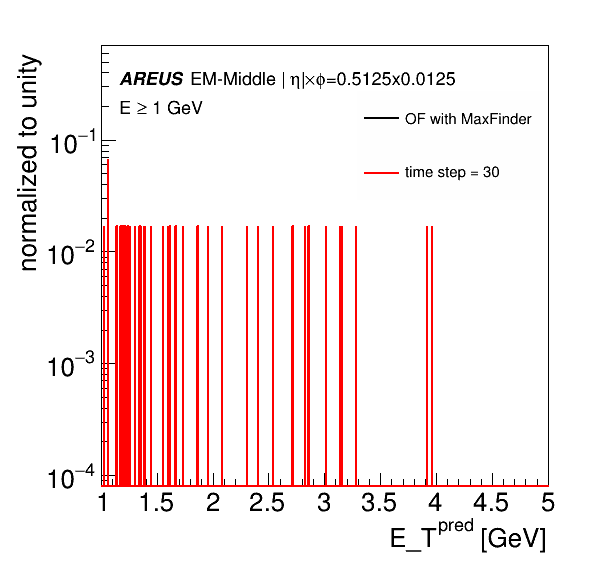 AREUS EM-Middle | η|×ϕ=0.5125x0.0125
E ≥ 1 GeV
OF with MaxFinder
time step = 30
normalized to unity
10−1
10−2
10−3
10−4
1 1.5 2 2.5 3 3.5 4 4.5 5
E_Tpred [GeV]